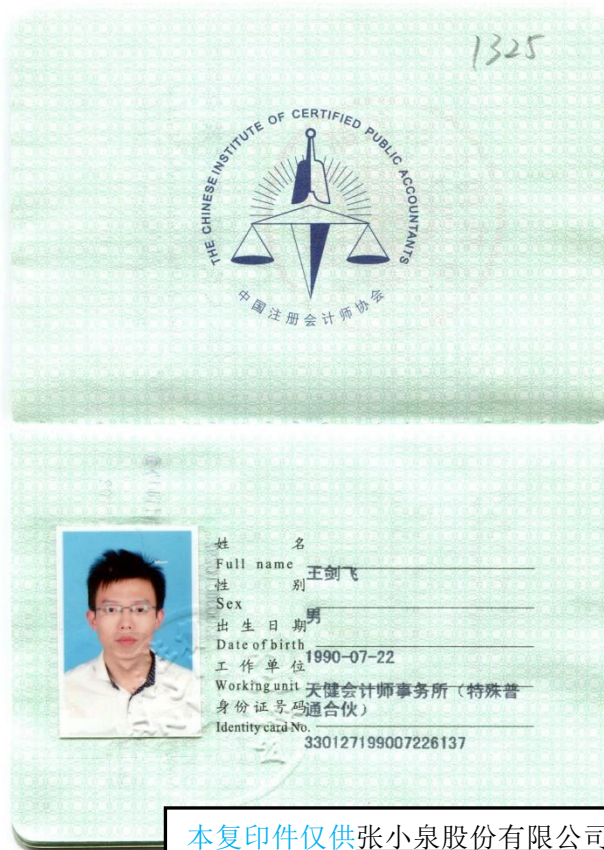 1325
THE CHINESE INSTITUTE OF CERTIFIED PUBLIC ACCOUNTANTS
中国注册会计师协会
姓 名
Full name 王剑飞
性 别
Sex 男
出生日期
Date of birth 1990-07-22
工作单位
Working unit 天健会计师事务所（特殊普
通合伙）
身份证号码
Identity card No. 330127199007226137
本复印件仅供张小泉股份有限公司